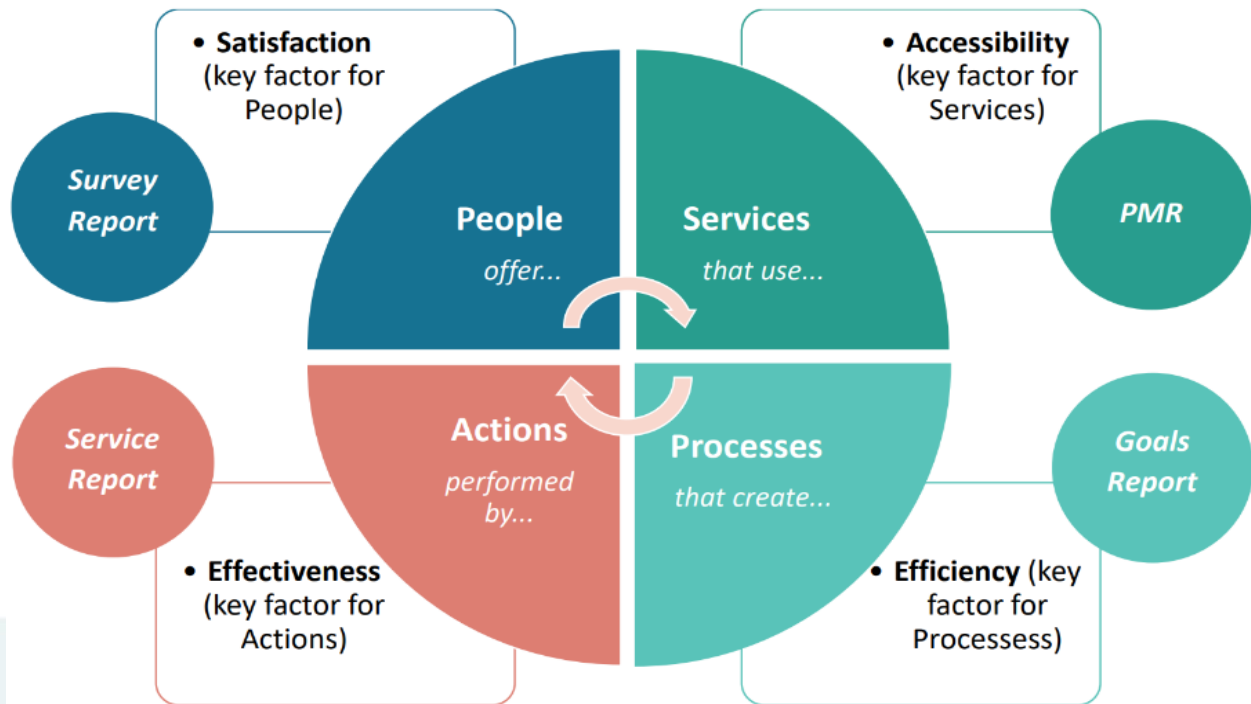 • Satisfaction
(key factor for
People)
• Accessibility
(key factor for
Services)
Survey
Report
People
offer...
Services
that use...
PMR
Service
Report
Actions
performed
by...
Processes
that create...
Goals
Report
• Effectiveness
(key factor for
Actions)
• Efficiency (key
factor for
Processess)